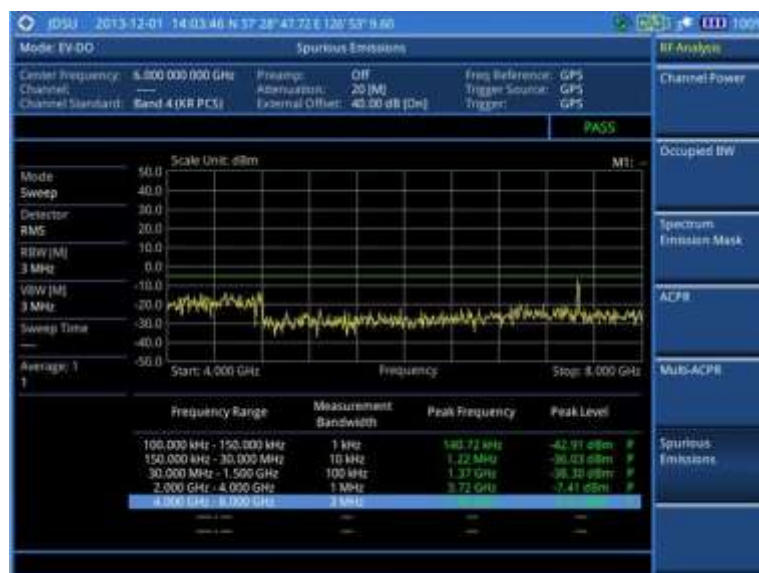 JDSU 2013-12-01 14:03:46 N 37° 28' 47.72 E 126° 53' 9.60 100%
Mode: EV-DO Spurious Emissions RF Analysis
Center Frequency: 6.000 000 000 GHz Preamp: Off Freq Reference: GPS
Channel: ---- Attenuation: 20 [M] Trigger Source: GPS
Channel Standard: Band 4 (KR PCS) External Offset: 40.00 dB [On] Trigger: GPS
Channel Power
PASS
Occupied BW
Scale Unit: dBm M1: --
Mode
Sweep
Detector
RMS
RBW [M]
3 MHz
VBW [M]
3 MHz
Sweep Time
----
Average: 1
1
50.0
40.0
30.0
20.0
10.0
0.0
-10.0
-20.0
-30.0
-40.0
-50.0
Start: 4.000 GHz Frequency Stop: 8.000 GHz
Spectrum
Emission Mask
ACPR
Multi-ACPR
Spurious
Emissions
Frequency Range Measurement Bandwidth Peak Frequency Peak Level
100.000 kHz - 150.000 kHz 1 kHz 140.72 kHz -42.91 dBm P
150.000 kHz - 30.000 MHz 10 kHz 1.22 MHz -36.03 dBm P
30.000 MHz - 1.500 GHz 100 kHz 1.37 GHz -38.30 dBm P
2.000 GHz - 4.000 GHz 1 MHz 3.72 GHz -7.41 dBm P
4.000 GHz - 8.000 GHz 3 MHz
---- -- ---- -- -- --
---- -- ---- -- -- --